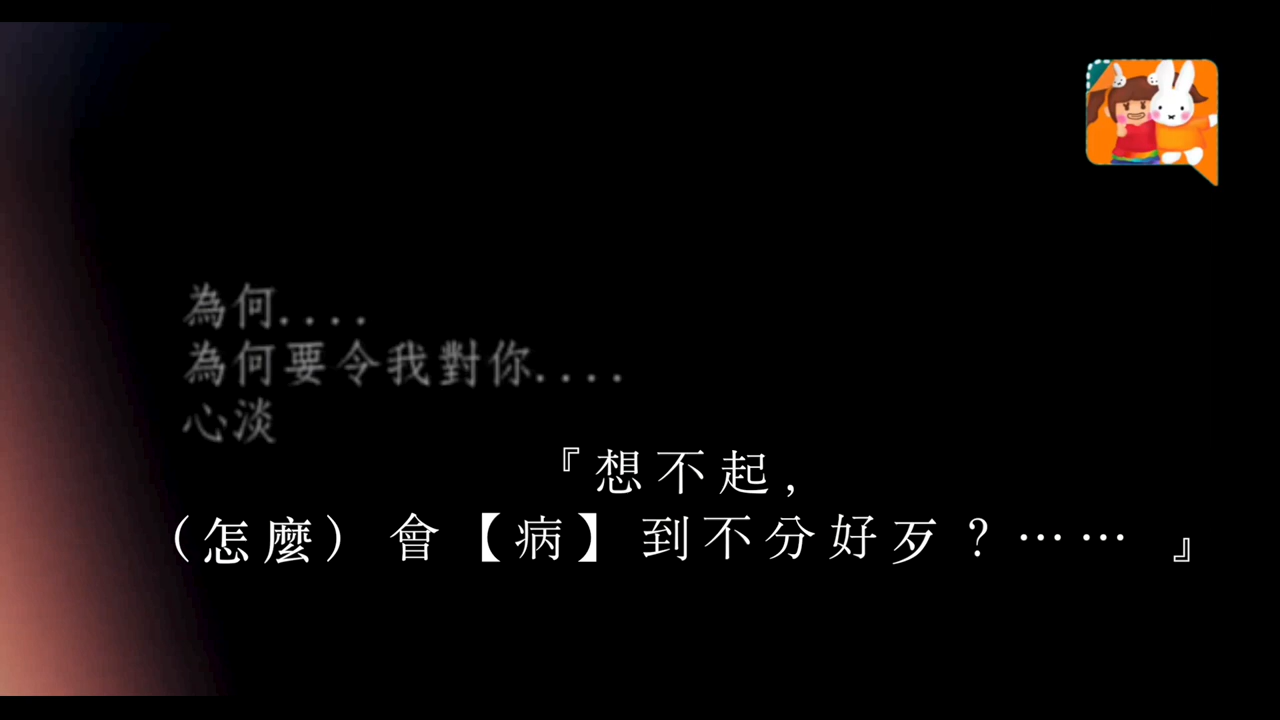 為何....
為何要令我對你....
心淡
『想不起,
（怎麼） 會【病】到不分好歹？…… 』